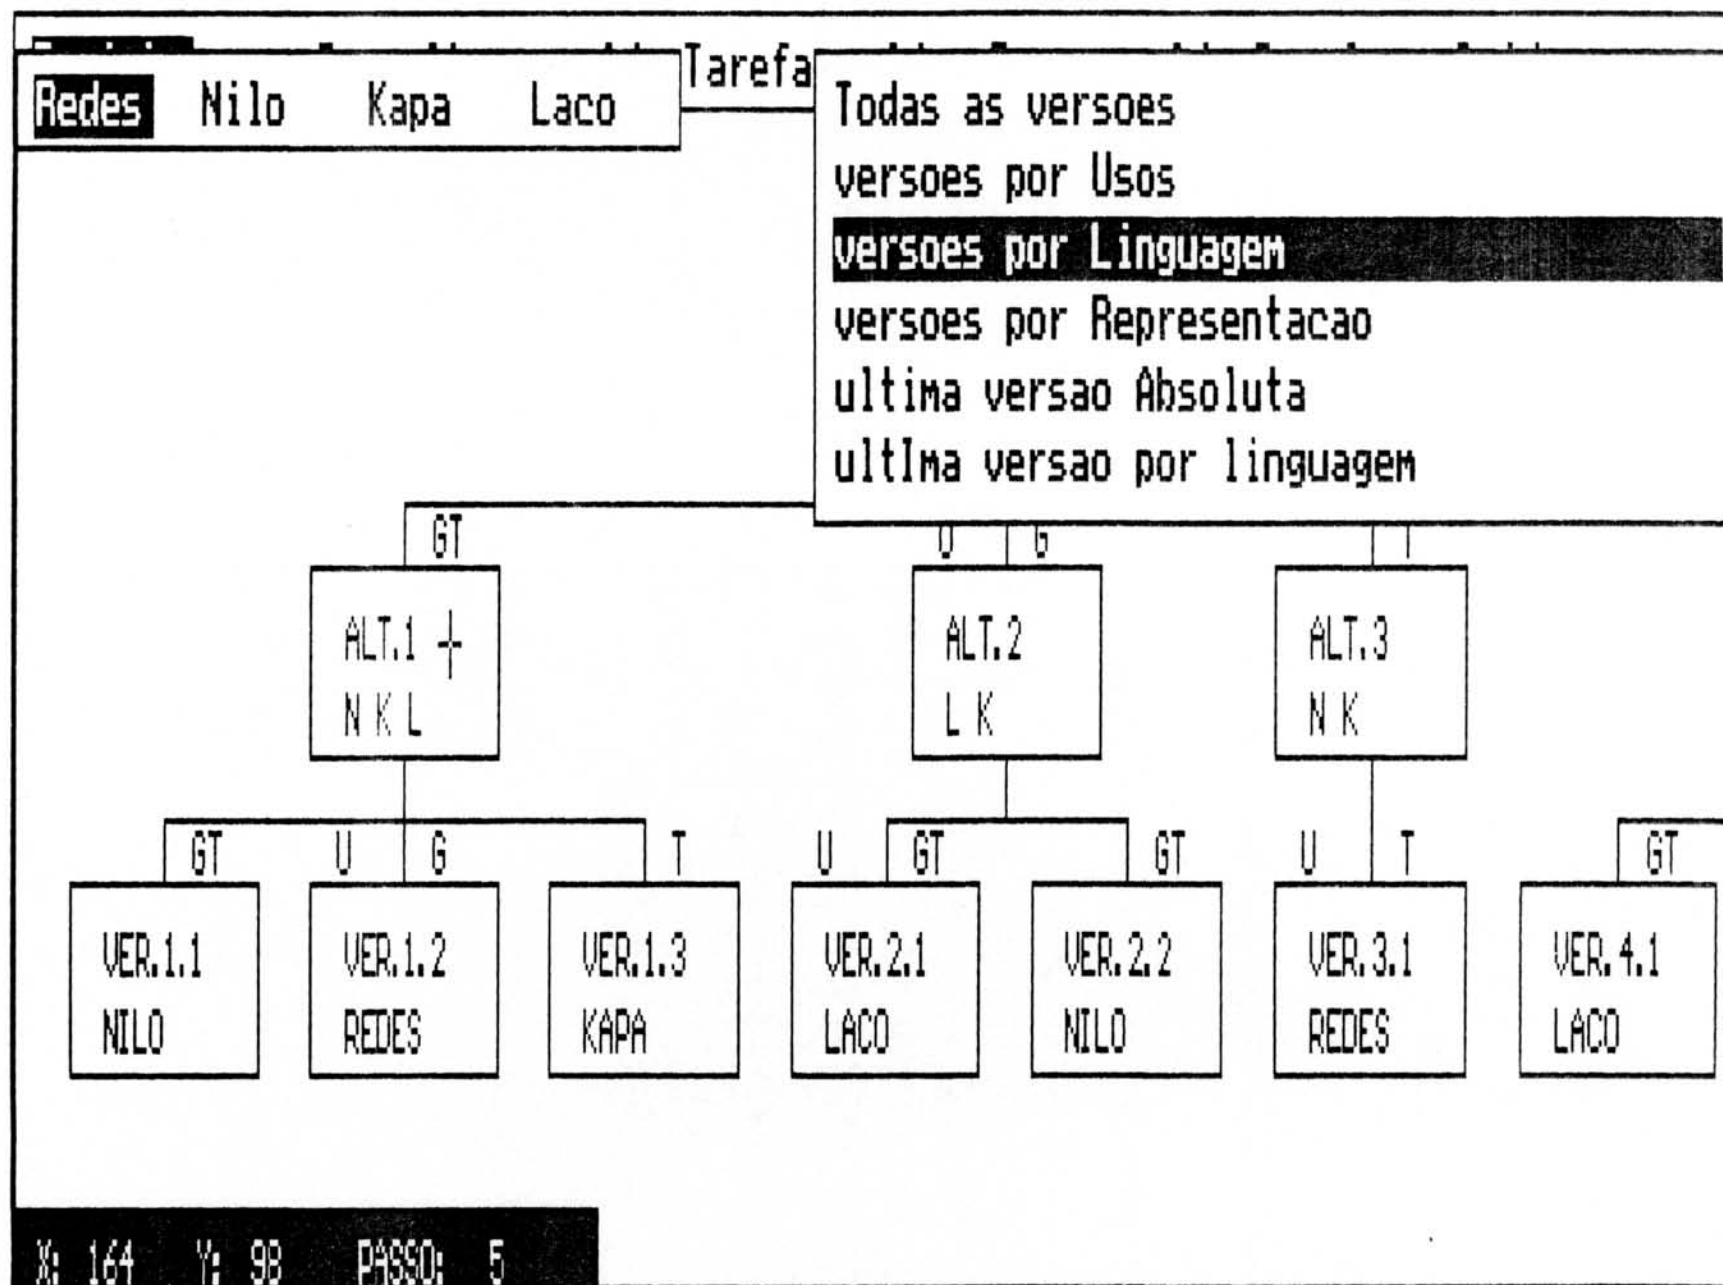 Tarefa
Redes Nilo Kapa Laco
Todas as versoes
versoes por Usos
versoes por Linguagem
versoes por Representacao
ultima versao Absoluta
ultIma versao por linguagem
GT G
ALT.1 ALT.2 ALT.3
N K L L K N K
GT U G T U GT GT U T GT
VER.1.1 VER.1.2 VER.1.3 VER.2.1 VER.2.2 VER.3.1 VER.4.1
NILO REDES KAPA LACO NILO REDES LACO
X: 164 Y: 98 PASSO: 5